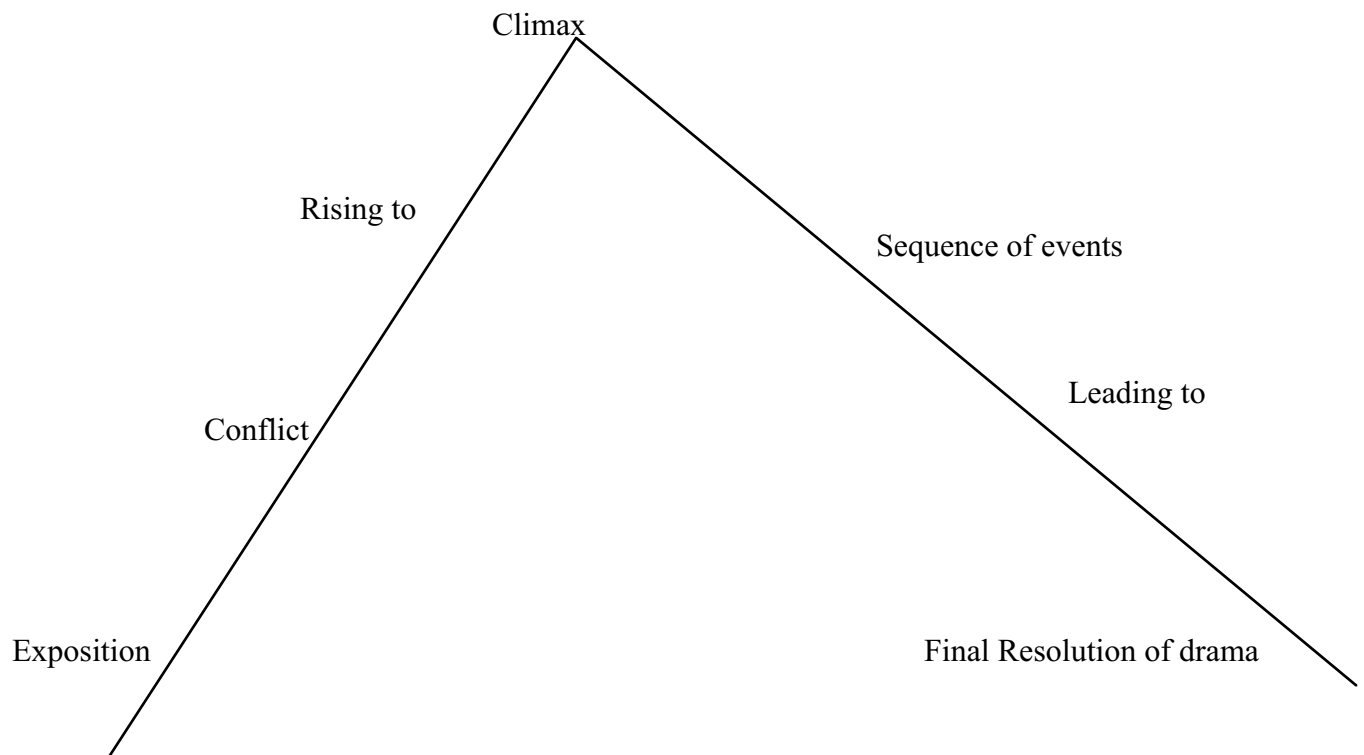 Climax
Rising to
Sequence of events
Leading to
Conflict
Exposition
Final Resolution of drama